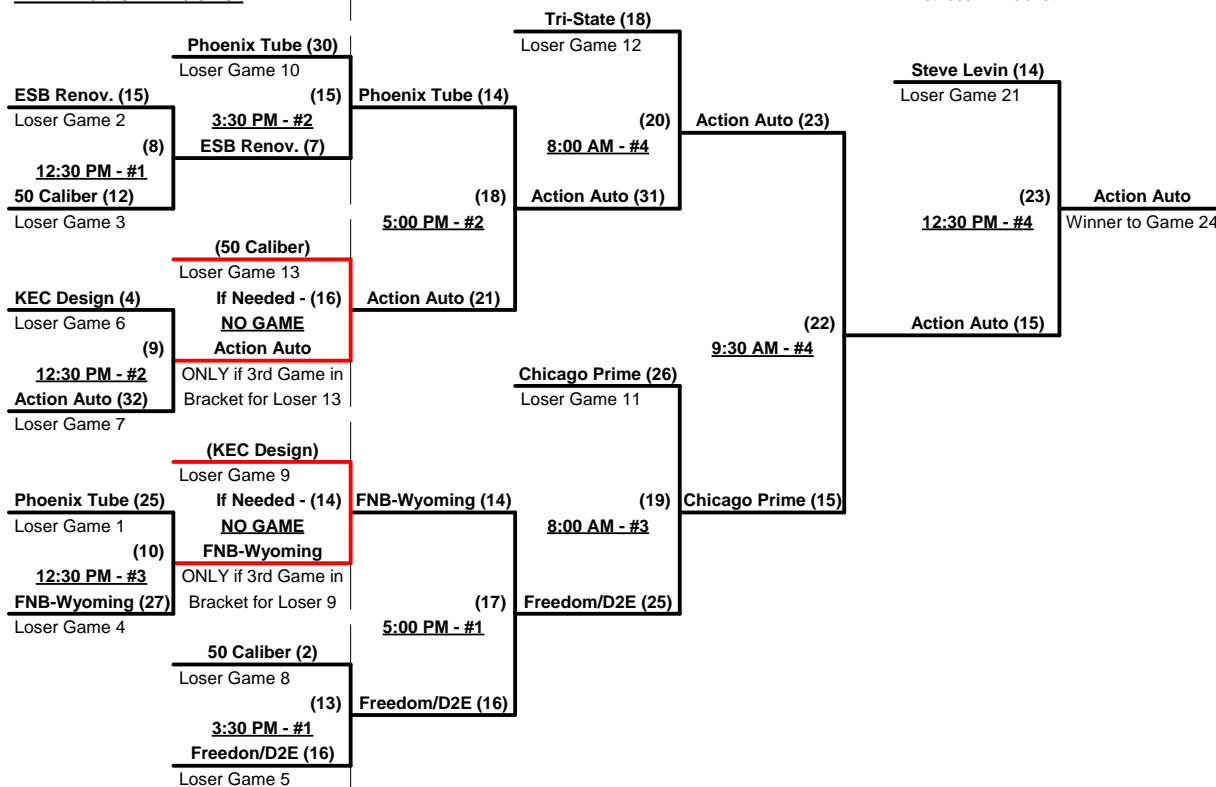 Tri-State (18)
Loser Game 12
Phoenix Tube (30)
Loser Game 10
Steve Levin (14)
Loser Game 21
ESB Renov. (15)
Loser Game 2
(15)
3:30 PM - #2
Phoenix Tube (14)
(20)
8:00 AM - #4
Action Auto (23)
(8)
12:30 PM - #1
ESB Renov. (7)
50 Caliber (12)
Loser Game 3
(18)
5:00 PM - #2
Action Auto (31)
(23)
12:30 PM - #4
Action Auto
Winner to Game 24
(50 Caliber)
Loser Game 13
KEC Design (4)
Loser Game 6
If Needed - (16)
NO GAME
Action Auto (21)
(9)
12:30 PM - #2
Action Auto
ONLY if 3rd Game in
Bracket for Loser 13
(22)
9:30 AM - #4
Action Auto (15)
Action Auto (32)
Loser Game 7
Chicago Prime (26)
Loser Game 11
(KEC Design)
Loser Game 9
Phoenix Tube (25)
Loser Game 1
If Needed - (14)
NO GAME
FNB-Wyoming (14)
(19)
8:00 AM - #3
Chicago Prime (15)
(10)
12:30 PM - #3
FNB-Wyoming
ONLY if 3rd Game in
Bracket for Loser 9
FNB-Wyoming (27)
Loser Game 4
(17)
5:00 PM - #1
Freedom/D2E (25)
50 Caliber (2)
Loser Game 8
(13)
3:30 PM - #1
Freedom/D2E (16)
Freedon/D2E (16)
Loser Game 5